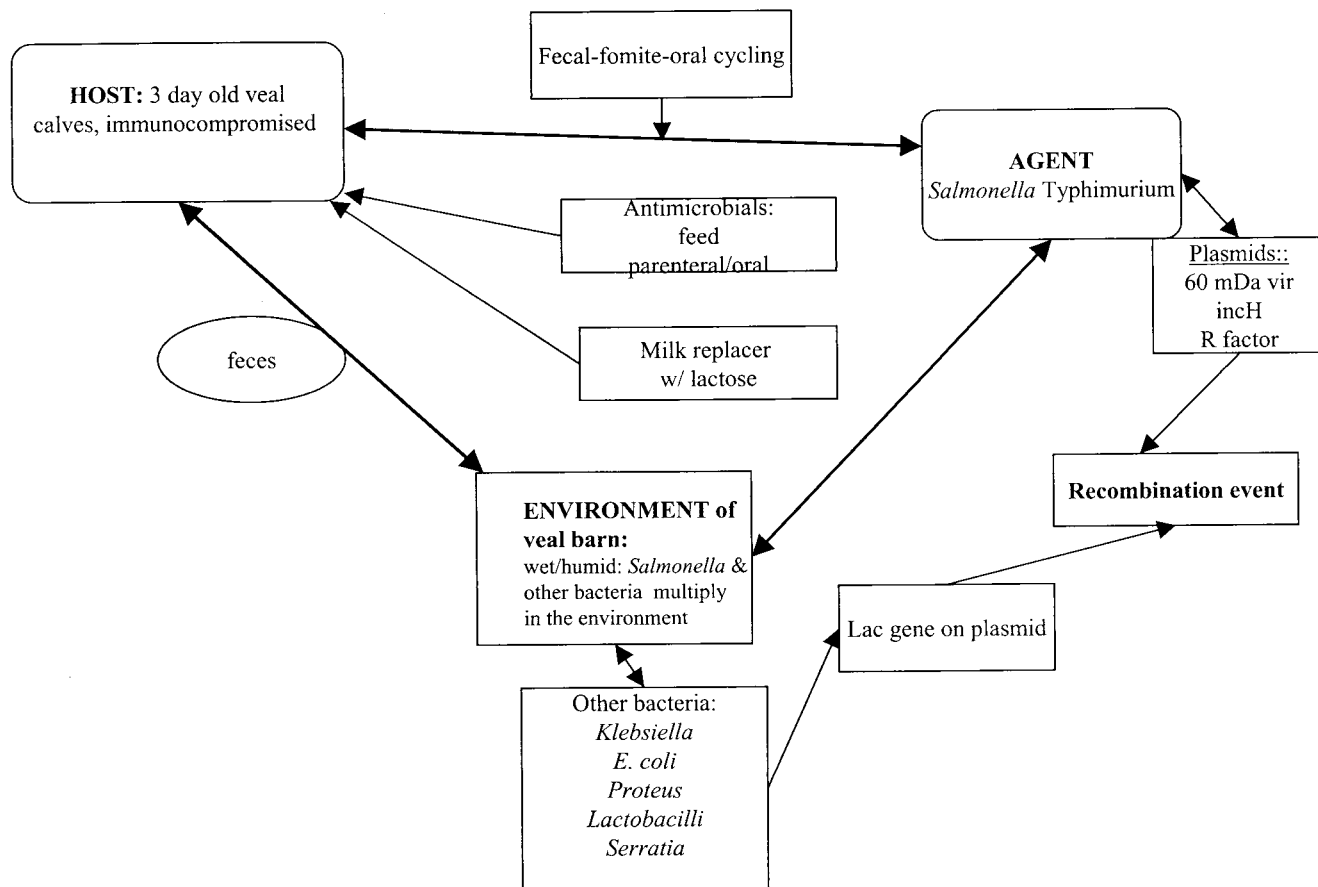 Fecal-fomite-oral cycling
HOST: 3 day old veal
calves, immunocompromised
AGENT
Salmonella Typhimurium
Antimicrobials:
feed
parenteral/oral
Plasmids::
60 mDa vir
incH
R factor
Milk replacer
w/ lactose
feces
ENVIRONMENT of
veal barn:
wet/humid: Salmonella &
other bacteria multiply
in the environment
Recombination event
Lac gene on plasmid
Other bacteria:
Klebsiella
E. coli
Proteus
Lactobacilli
Serratia